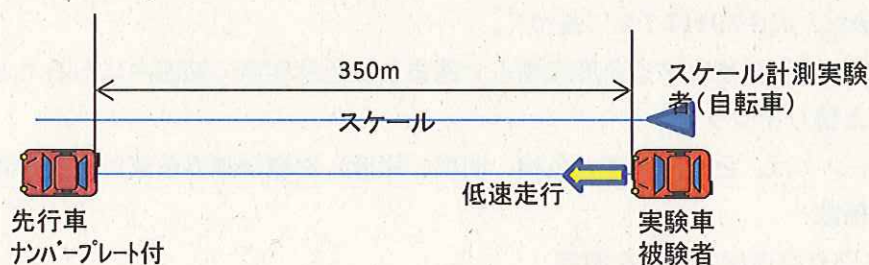 350m
スケール計測実験
者(自転車)
スケール
低速走行
先行車
ナンバープレート付
実験車
被験者